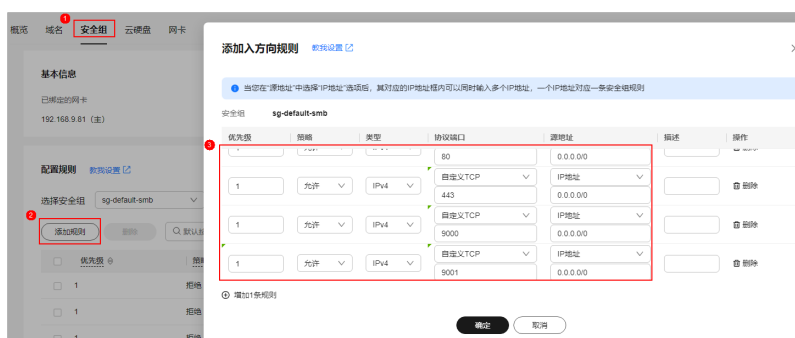 概览 域名 安全组 云硬盘 网卡
1
基本信息
已绑定的网卡
192.168.9.81（主）
配置规则 教我设置
选择安全组 sg-default-smb
2
添加规则 删除
优先级
1 拒绝
1 拒绝
1 拒绝
添加入方向规则 教我设置
当您在"源地址"中选择"IP地址"选项后，其对应的IP地址框内可以同时输入多个IP地址，一个IP地址对应一条安全组规则
安全组 sg-default-smb
优先级 策略 类型 协议端口 源地址 描述 操作
3
80 0.0.0.0/0
自定义TCP IP地址
1 允许 IPv4 删除
443 0.0.0.0/0
自定义TCP IP地址
1 允许 IPv4 删除
9000 0.0.0.0/0
自定义TCP IP地址
1 允许 IPv4 删除
9001 0.0.0.0/0
增加1条规则
确定 取消